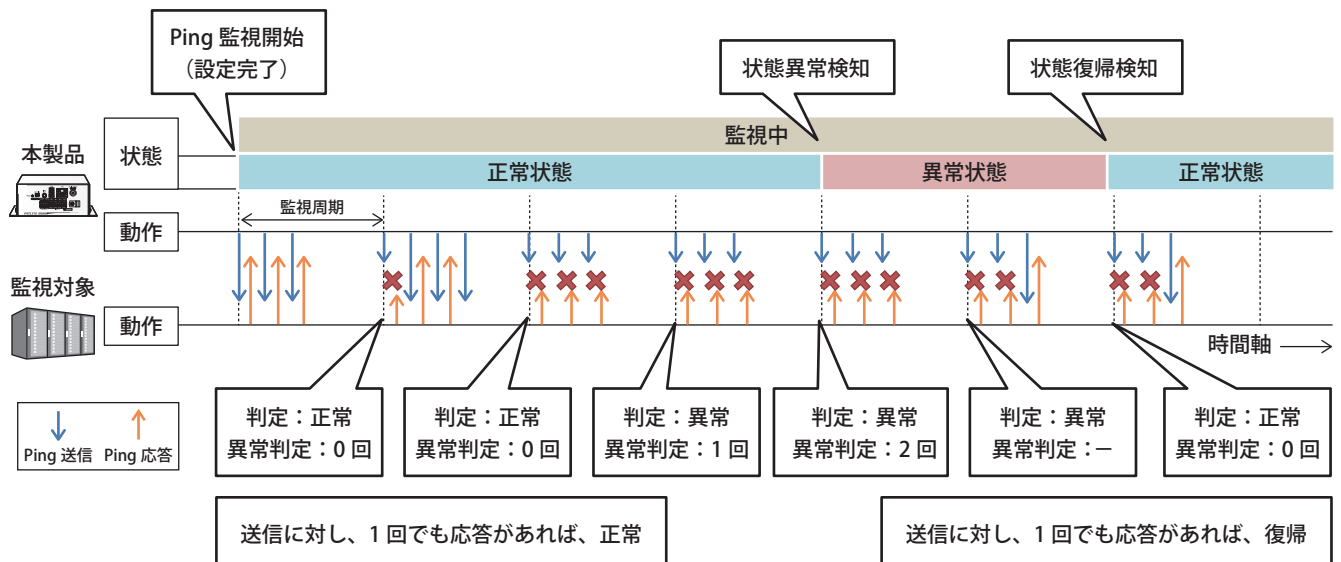 Ping 監視開始
（設定完了）
状態異常検知
状態復帰検知
本製品
状態
監視中
正常状態
異常状態
正常状態
監視周期
動作
監視対象
動作
時間軸
Ping 送信 Ping 応答
判定：正常
異常判定：0 回
判定：正常
異常判定：0 回
判定：異常
異常判定：1 回
判定：異常
異常判定：2 回
判定：異常
異常判定：－
判定：正常
異常判定：0 回
送信に対し、1 回でも応答があれば、正常
送信に対し、1 回でも応答があれば、復帰